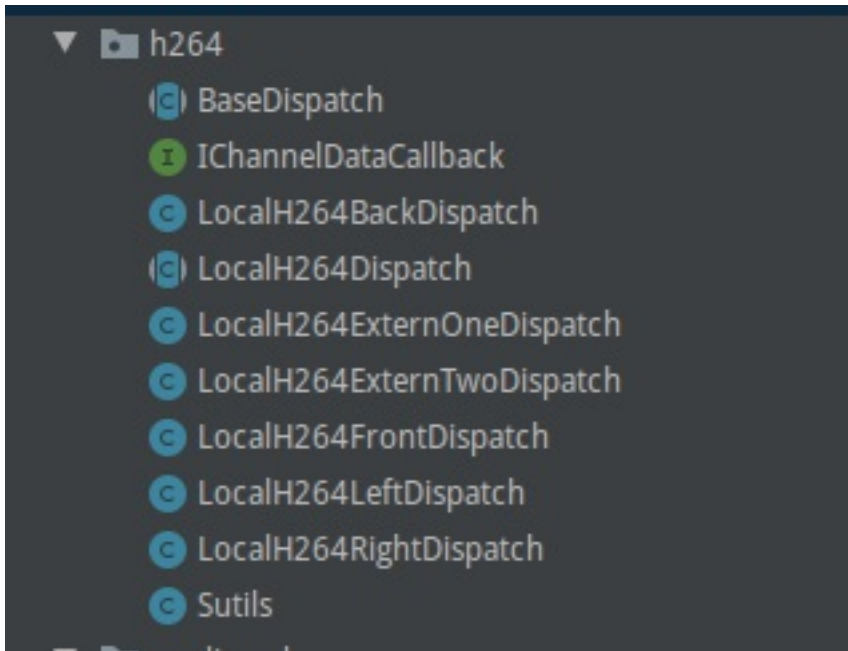 h264
BaseDispatch
IChannelDataCallback
LocalH264BackDispatch
LocalH264Dispatch
LocalH264ExternOneDispatch
LocalH264ExternTwoDispatch
LocalH264FrontDispatch
LocalH264LeftDispatch
LocalH264RightDispatch
Sutils